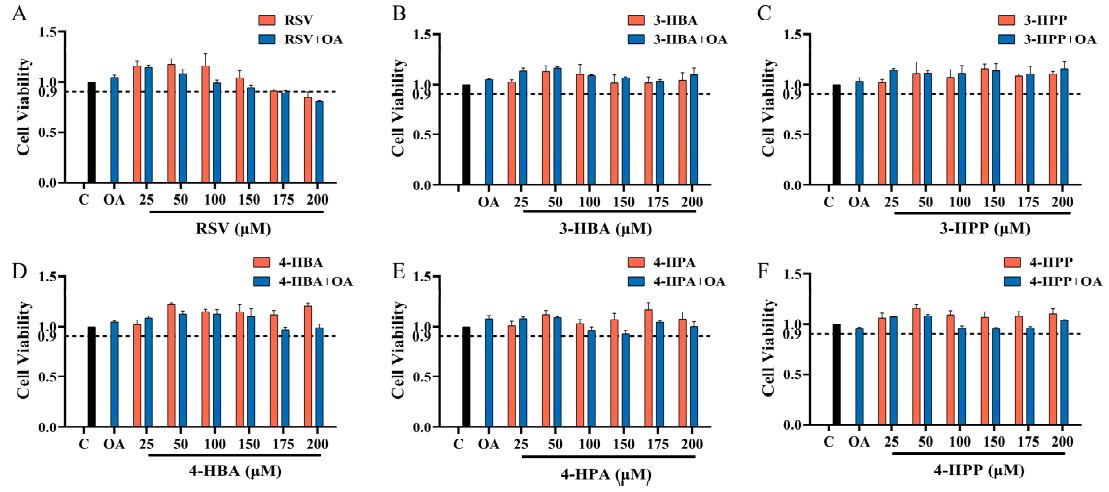 A
RSV
RSV+OA
Cell Viability
1.5
1.0
0.9
0.5
0.0
C OA 25 50 100 150 175 200
RSV (μM)
B
3-HBA
3-HBA+OA
Cell Viability
1.5
1.0
0.9
0.5
0.0
OA 25 50 100 150 175 200
3-HBA (μM)
C
3-HPP
3-HPP+OA
Cell Viability
1.5
1.0
0.9
0.5
0.0
OA 25 50 100 150 175 200
3-HPP (μM)
D
4-HBA
4-HBA+OA
Cell Viability
1.5
1.0
0.9
0.5
0.0
C OA 25 50 100 150 175 200
4-HBA (μM)
E
4-HPA
4-HPA+OA
Cell Viability
1.5
1.0
0.9
0.5
0.0
C OA 25 50 100 150 175 200
4-HPA (μM)
F
4-HPP
4-HPP+OA
Cell Viability
1.5
1.0
0.9
0.5
0.0
C OA 25 50 100 150 175 200
4-HPP (μM)